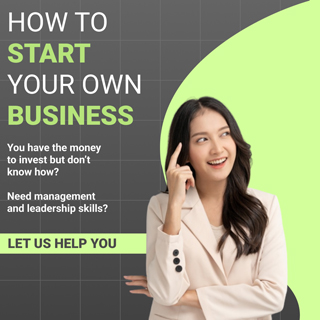 HOW TO
START
YOUR OWN
BUSINESS
You have the money
to invest but don't
know how?
Need management
and leadership skills?
LET US HELP YOU